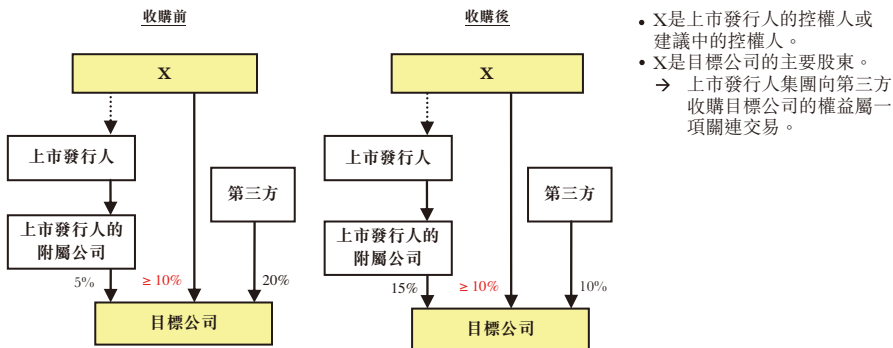 收購前
X
上市發行人
第三方
上市發行人的
附屬公司
5%
≥ 10%
20%
目標公司
收購後
X
上市發行人
第三方
上市發行人的
附屬公司
15%
≥ 10%
10%
目標公司
• X是上市發行人的控權人或
建議中的控權人。
• X是目標公司的主要股東。
→ 上市發行人集團向第三方
收購目標公司的權益屬一
項關連交易。